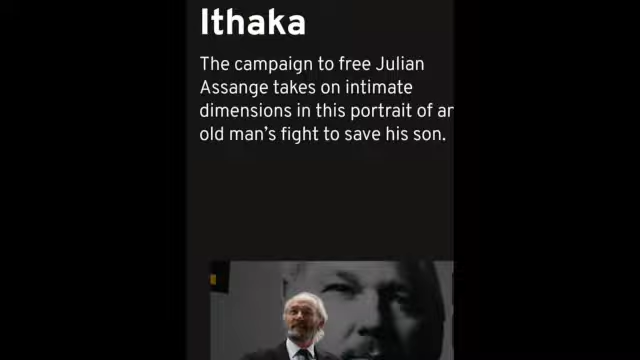 Ithaka
The campaign to free Julian
Assange takes on intimate
dimensions in this portrait of an
old man's fight to save his son.